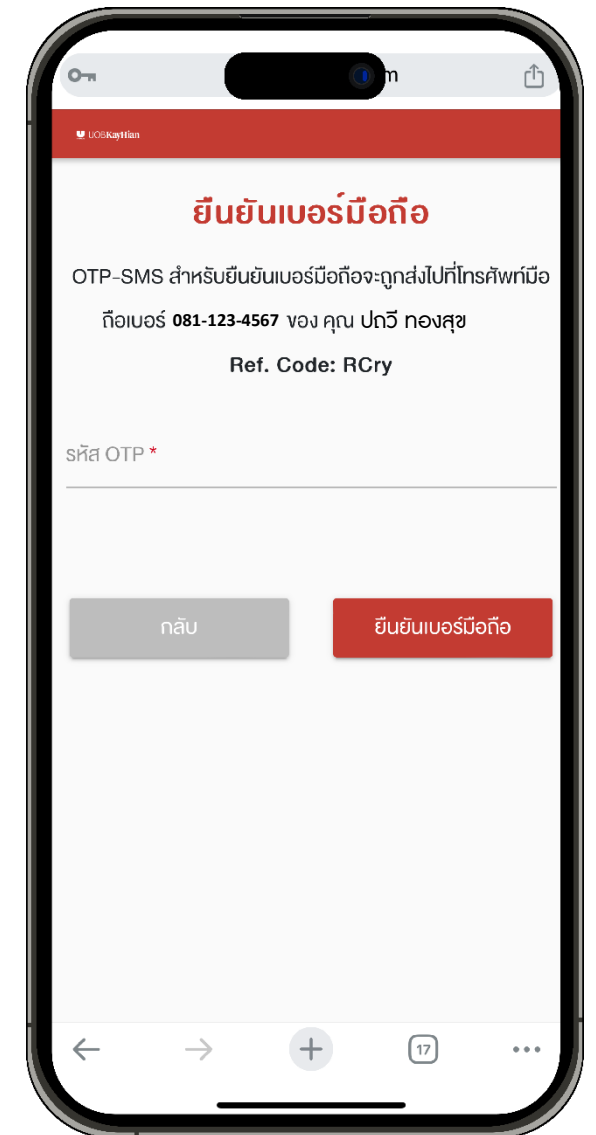 m
UOBKayHian
ยืนยันเบอร์มือถือ
OTP-SMS สำหรับยืนยันเบอร์มือถือจะถูกส่งไปที่โทรศัพท์มือ
ถือเบอร์ 081-123-4567 ของ คุณ ปถวี ทองสุข
Ref. Code: RCry
รหัส OTP *
กลับ ยืนยันเบอร์มือถือ
17